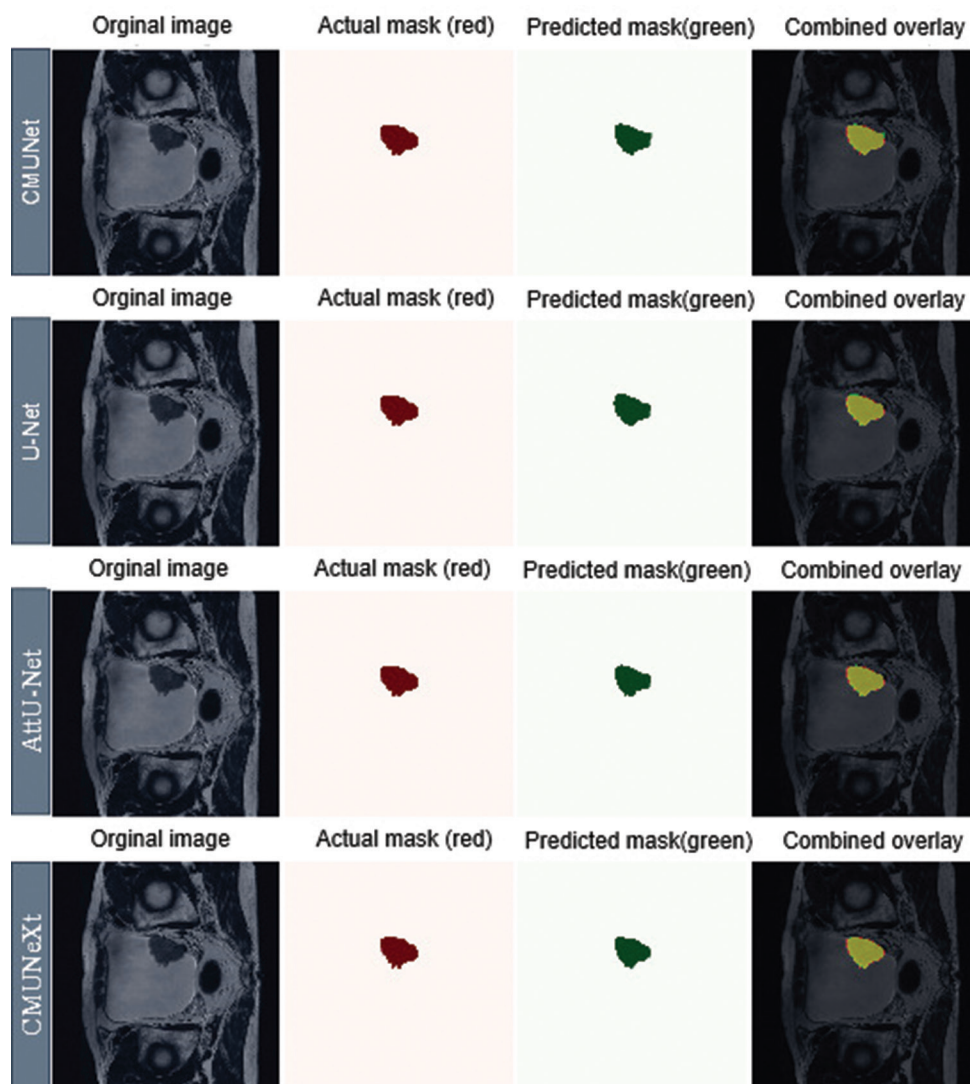 Orginal image Actual mask (red) Predicted mask(green) Combined overlay
CMUNet
Orginal image Actual mask (red) Predicted mask(green) Combined overlay
U-Net
Orginal image Actual mask (red) Predicted mask(green) Combined overlay
AttU-Net
Orginal image Actual mask (red) Predicted mask(green) Combined overlay
CMUNeXt